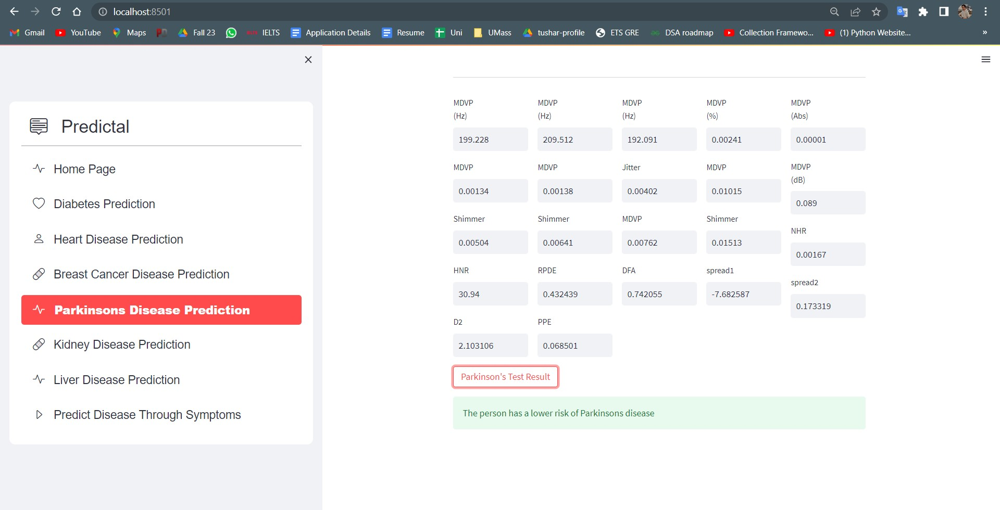 localhost:8501
Gmail YouTube Maps Fall 23 IELTS Application Details Resume Uni UMass tushar-profile ETS GRE DSA roadmap Collection Framewo... (1) Python Website... »
Predictal
Home Page
Diabetes Prediction
Heart Disease Prediction
Breast Cancer Disease Prediction
Parkinsons Disease Prediction
Kidney Disease Prediction
Liver Disease Prediction
Predict Disease Through Symptoms
MDVP MDVP MDVP MDVP MDVP
(Hz) (Hz) (Hz) (%) (Abs)
199.228 209.512 192.091 0.00241 0.00001
MDVP MDVP Jitter MDVP MDVP
(dB)
0.00134 0.00138 0.00402 0.01015
0.089
Shimmer Shimmer MDVP Shimmer
NHR
0.00504 0.00641 0.00762 0.01513
0.00167
HNR RPDE DFA spread1
spread2
30.94 0.432439 0.742055 -7.682587
0.173319
D2 PPE
2.103106 0.068501
Parkinson's Test Result
The person has a lower risk of Parkinsons disease